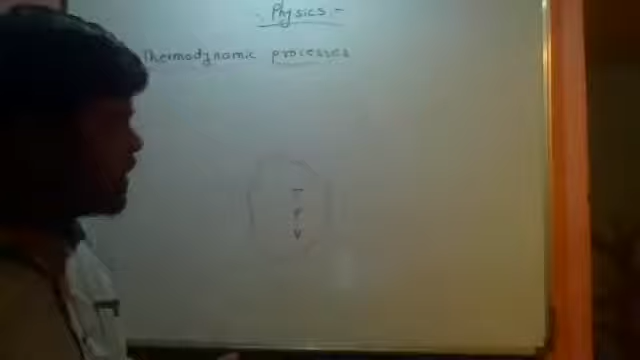 :Physics:-
Thermodynamic processes
T
P
V